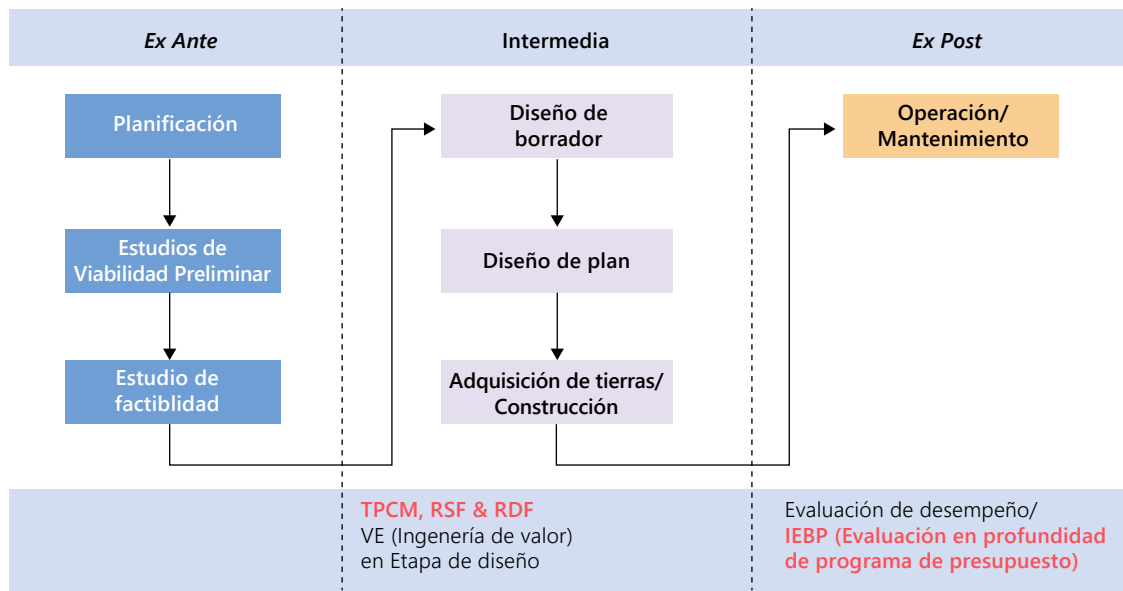 Ex Ante
Intermedia
Ex Post
Planificación
Estudios de
Viabilidad Preliminar
Estudio de
factiblidad
Diseño de
borrador
Diseño de plan
Adquisición de tierras/
Construcción
Operación/
Mantenimiento
TPCM, RSF & RDF
VE (Ingenería de valor)
en Etapa de diseño
Evaluación de desempeño/
IEBP (Evaluación en profundidad
de programa de presupuesto)